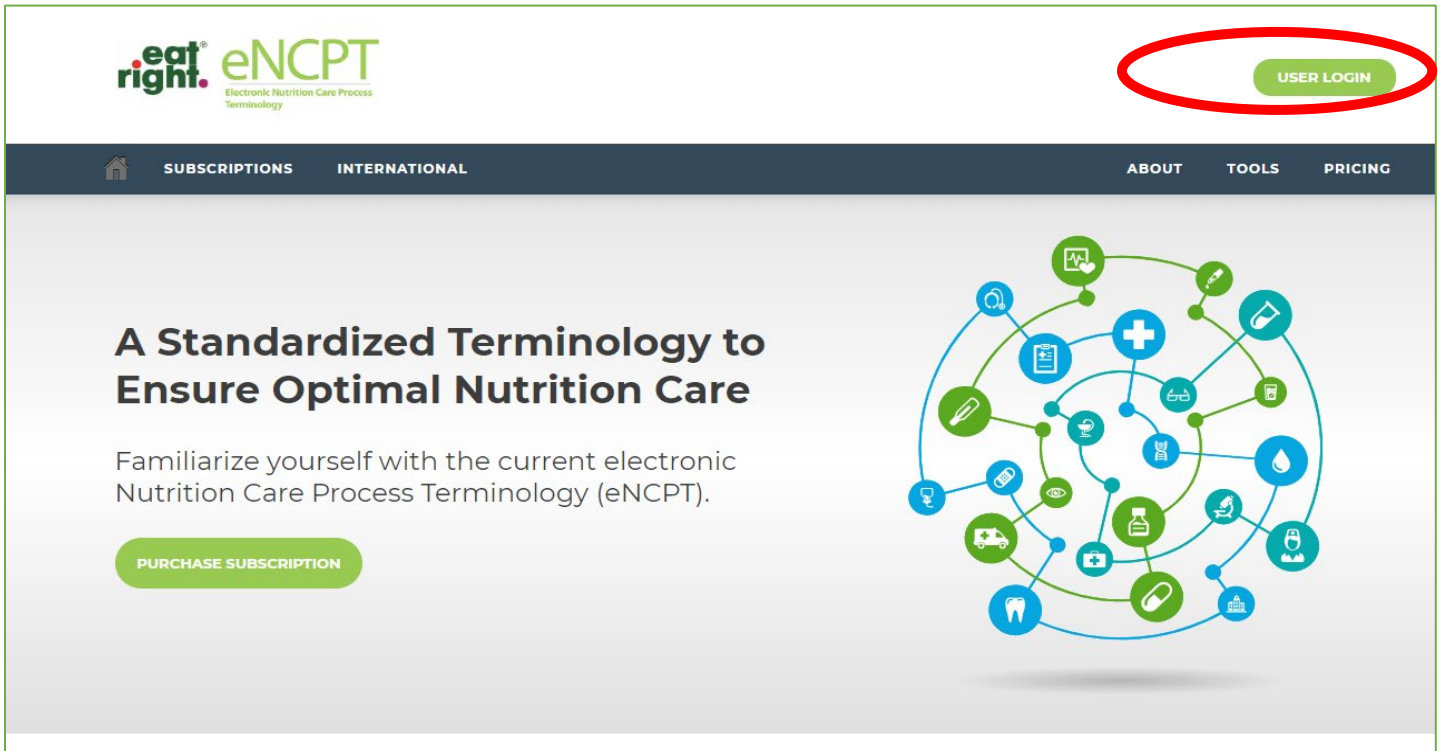 eat
right.
eNCPT
Electronic Nutrition Care Process
Terminology
USER LOGIN
SUBSCRIPTIONS INTERNATIONAL ABOUT TOOLS PRICING
A Standardized Terminology to
Ensure Optimal Nutrition Care
Familiarize yourself with the current electronic
Nutrition Care Process Terminology (eNCPT).
PURCHASE SUBSCRIPTION